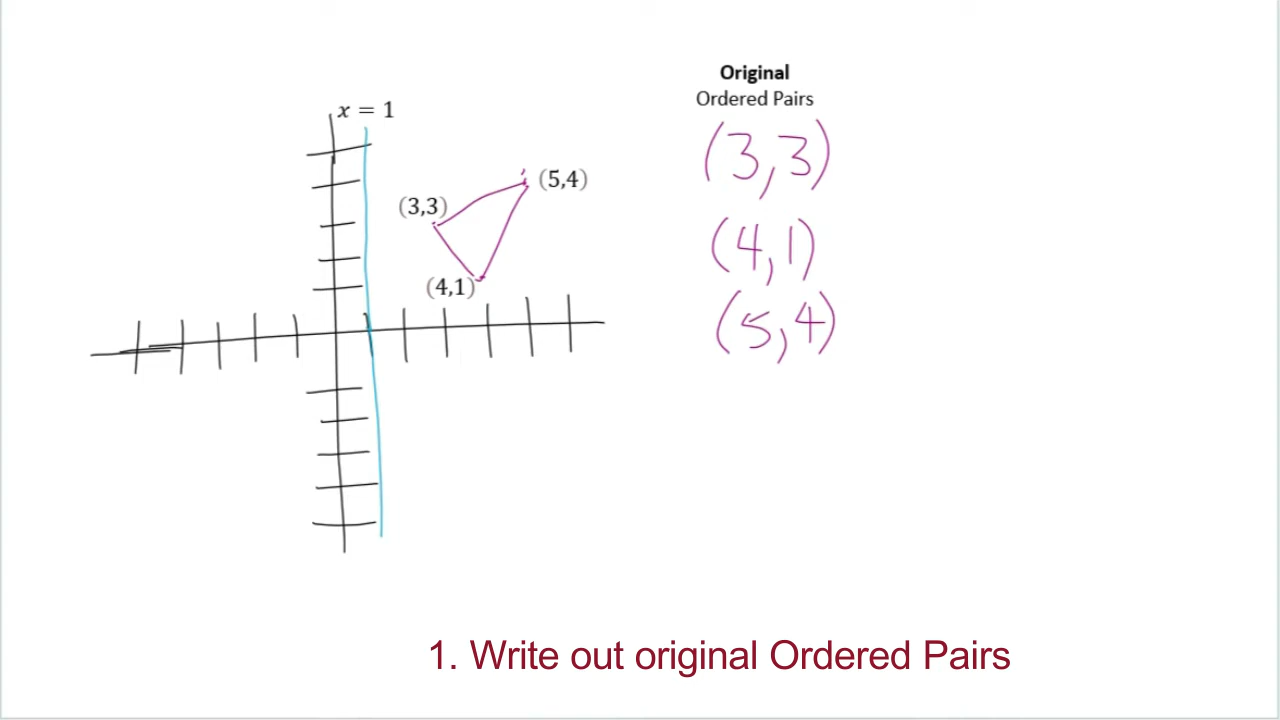 x = 1
(5,4)
(3,3)
(4,1)
Original
Ordered Pairs
(3,3)
(4,1)
(5,4)
1. Write out original Ordered Pairs